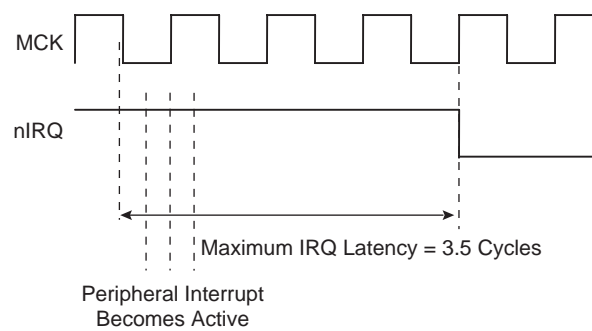 MCK
nIRQ
Maximum IRQ Latency = 3.5 Cycles
Peripheral Interrupt
Becomes Active